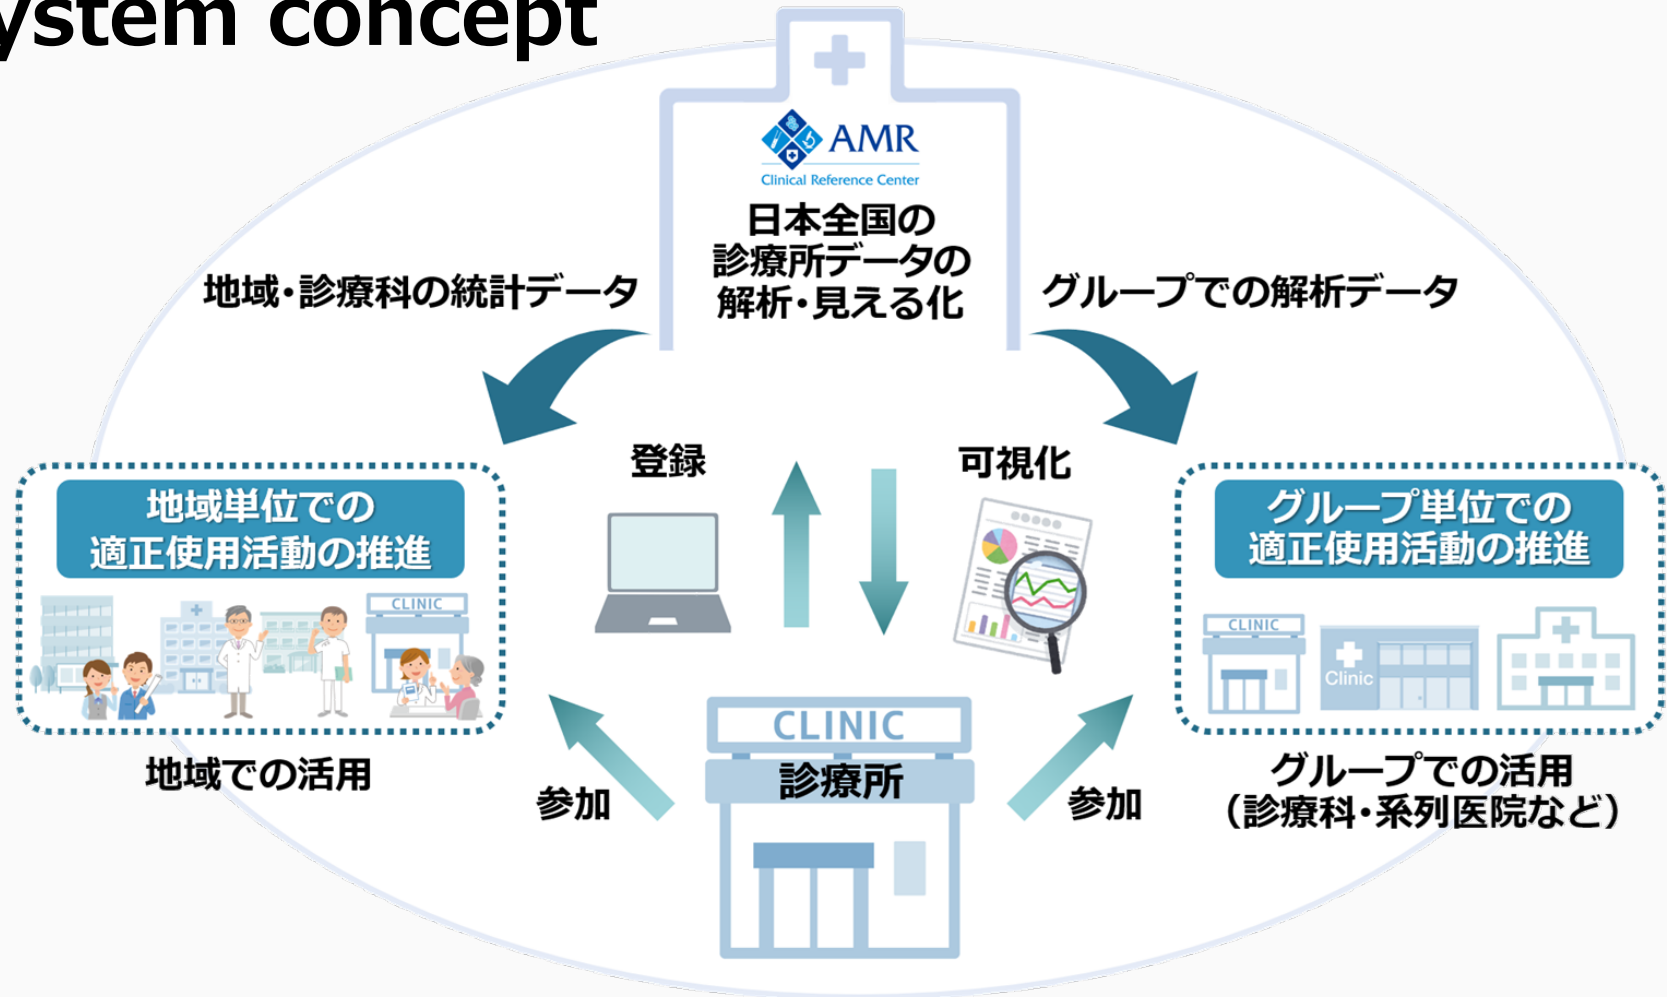 ystem concept
AMR
Clinical Reference Center
日本全国の
診療所データの
解析・見える化
地域・診療科の統計データ
グループでの解析データ
登録
可視化
地域単位での
適正使用活動の推進
CLINIC
地域での活用
グループ単位での
適正使用活動の推進
CLINIC
Clinic
グループでの活用
（診療科・系列医院など）
参加
参加
CLINIC
診療所